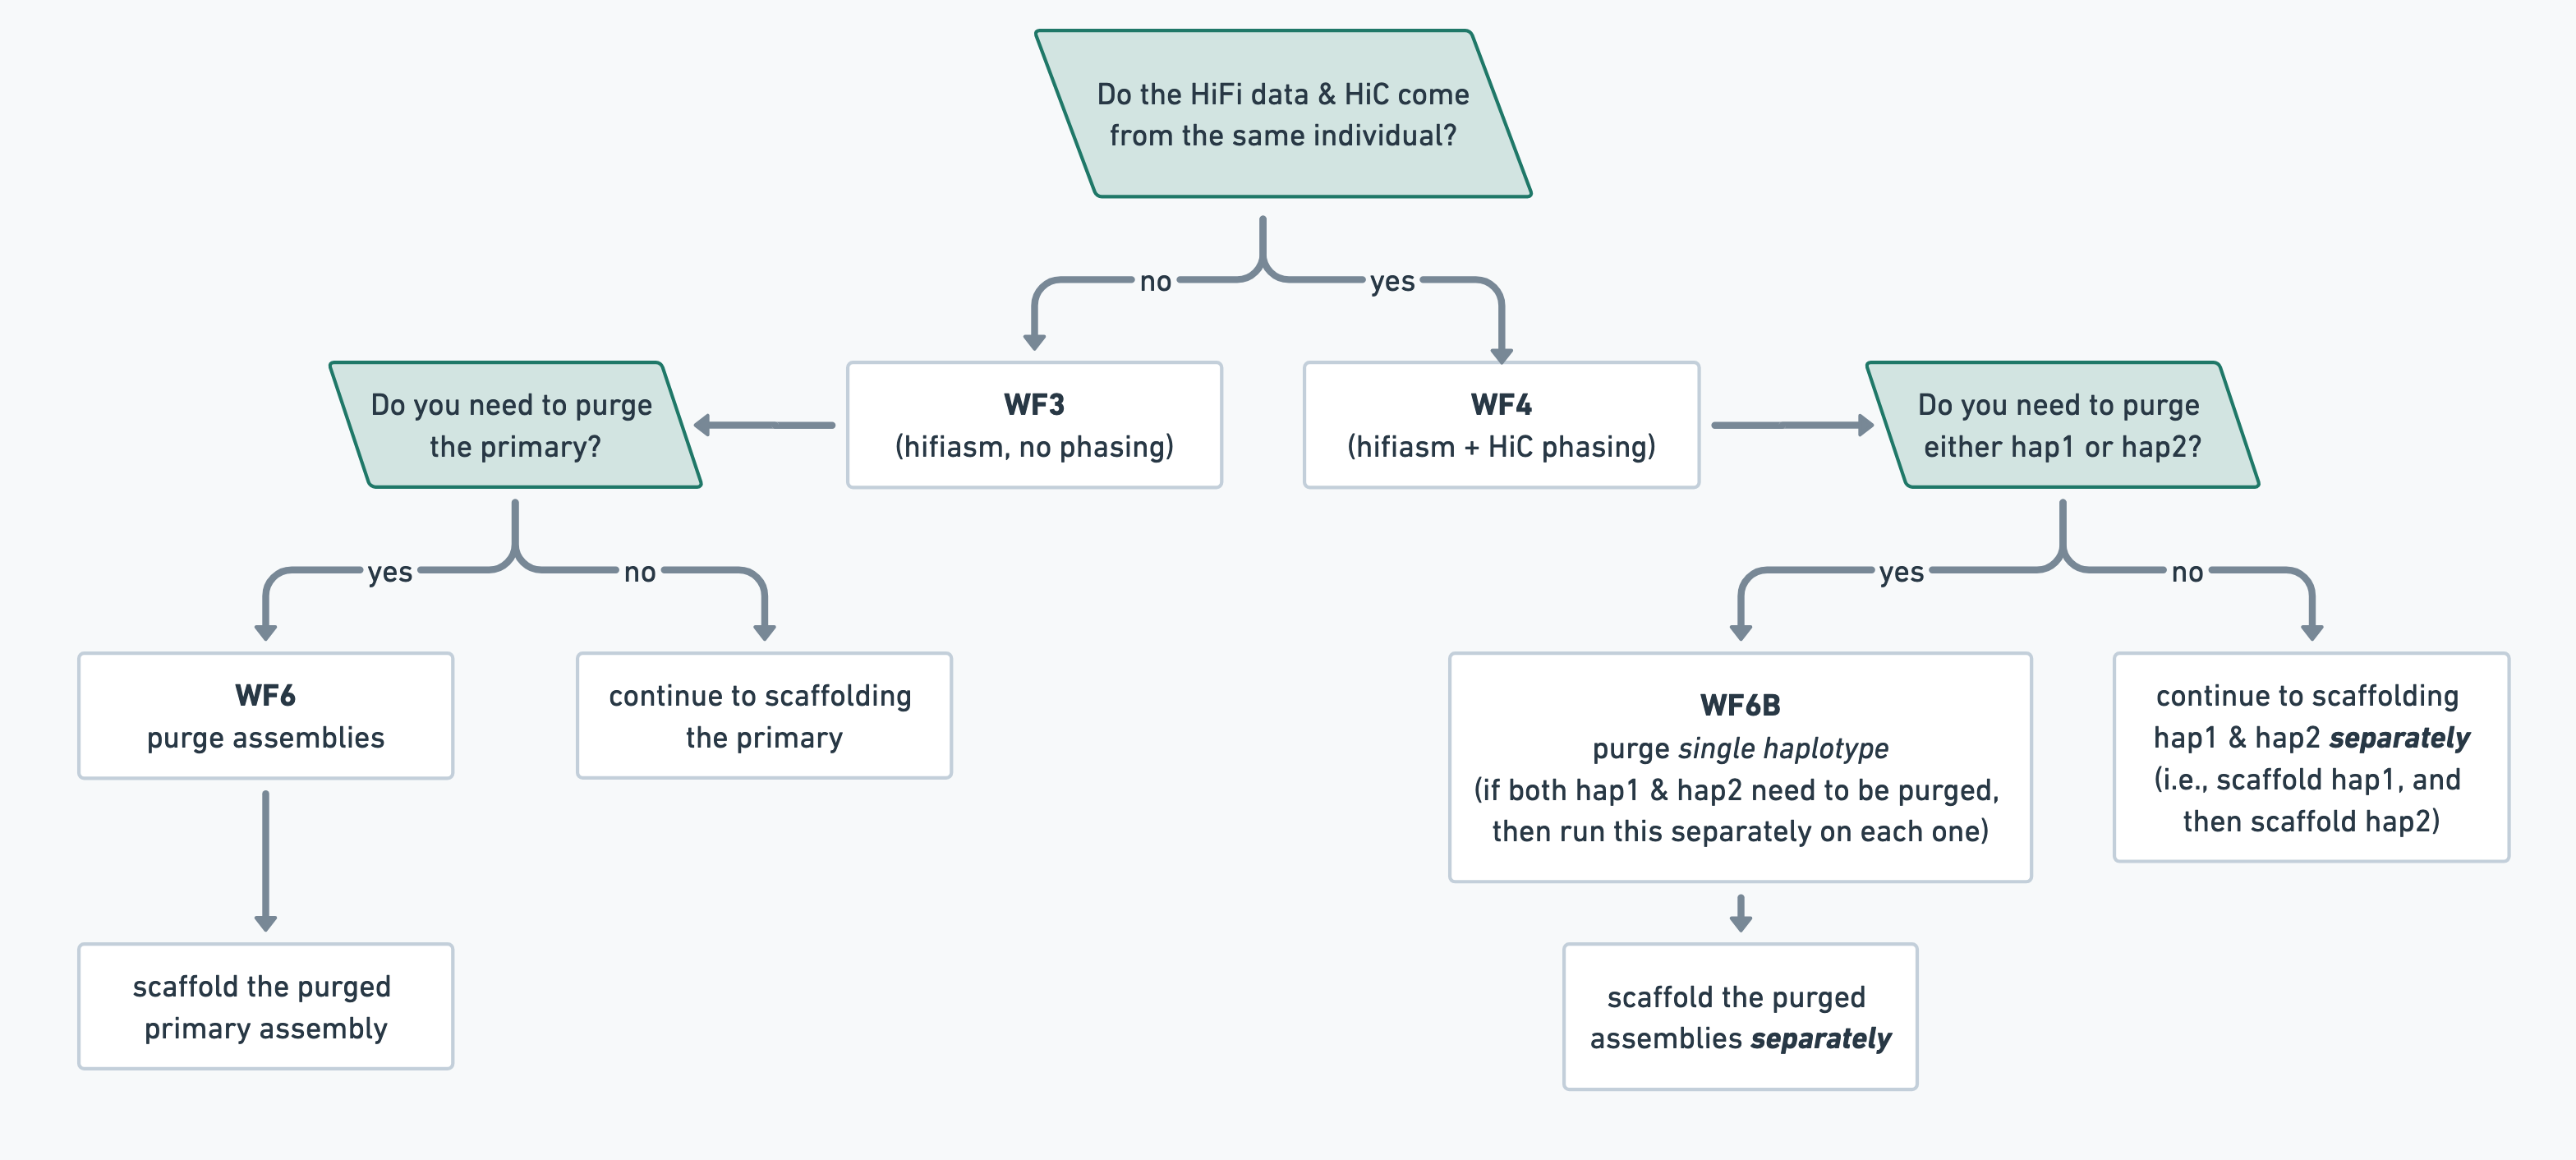 Do the HiFi data & HiC come
from the same individual?
no
yes
Do you need to purge
the primary?
WF3
(hifiasm, no phasing)
WF4
(hifiasm + HiC phasing)
Do you need to purge
either hap1 or hap2?
yes
no
yes
no
WF6
purge assemblies
continue to scaffolding
the primary
WF6B
purge single haplotype
(if both hap1 & hap2 need to be purged,
then run this separately on each one)
continue to scaffolding
hap1 & hap2 separately
(i.e., scaffold hap1, and
then scaffold hap2)
scaffold the purged
primary assembly
scaffold the purged
assemblies separately